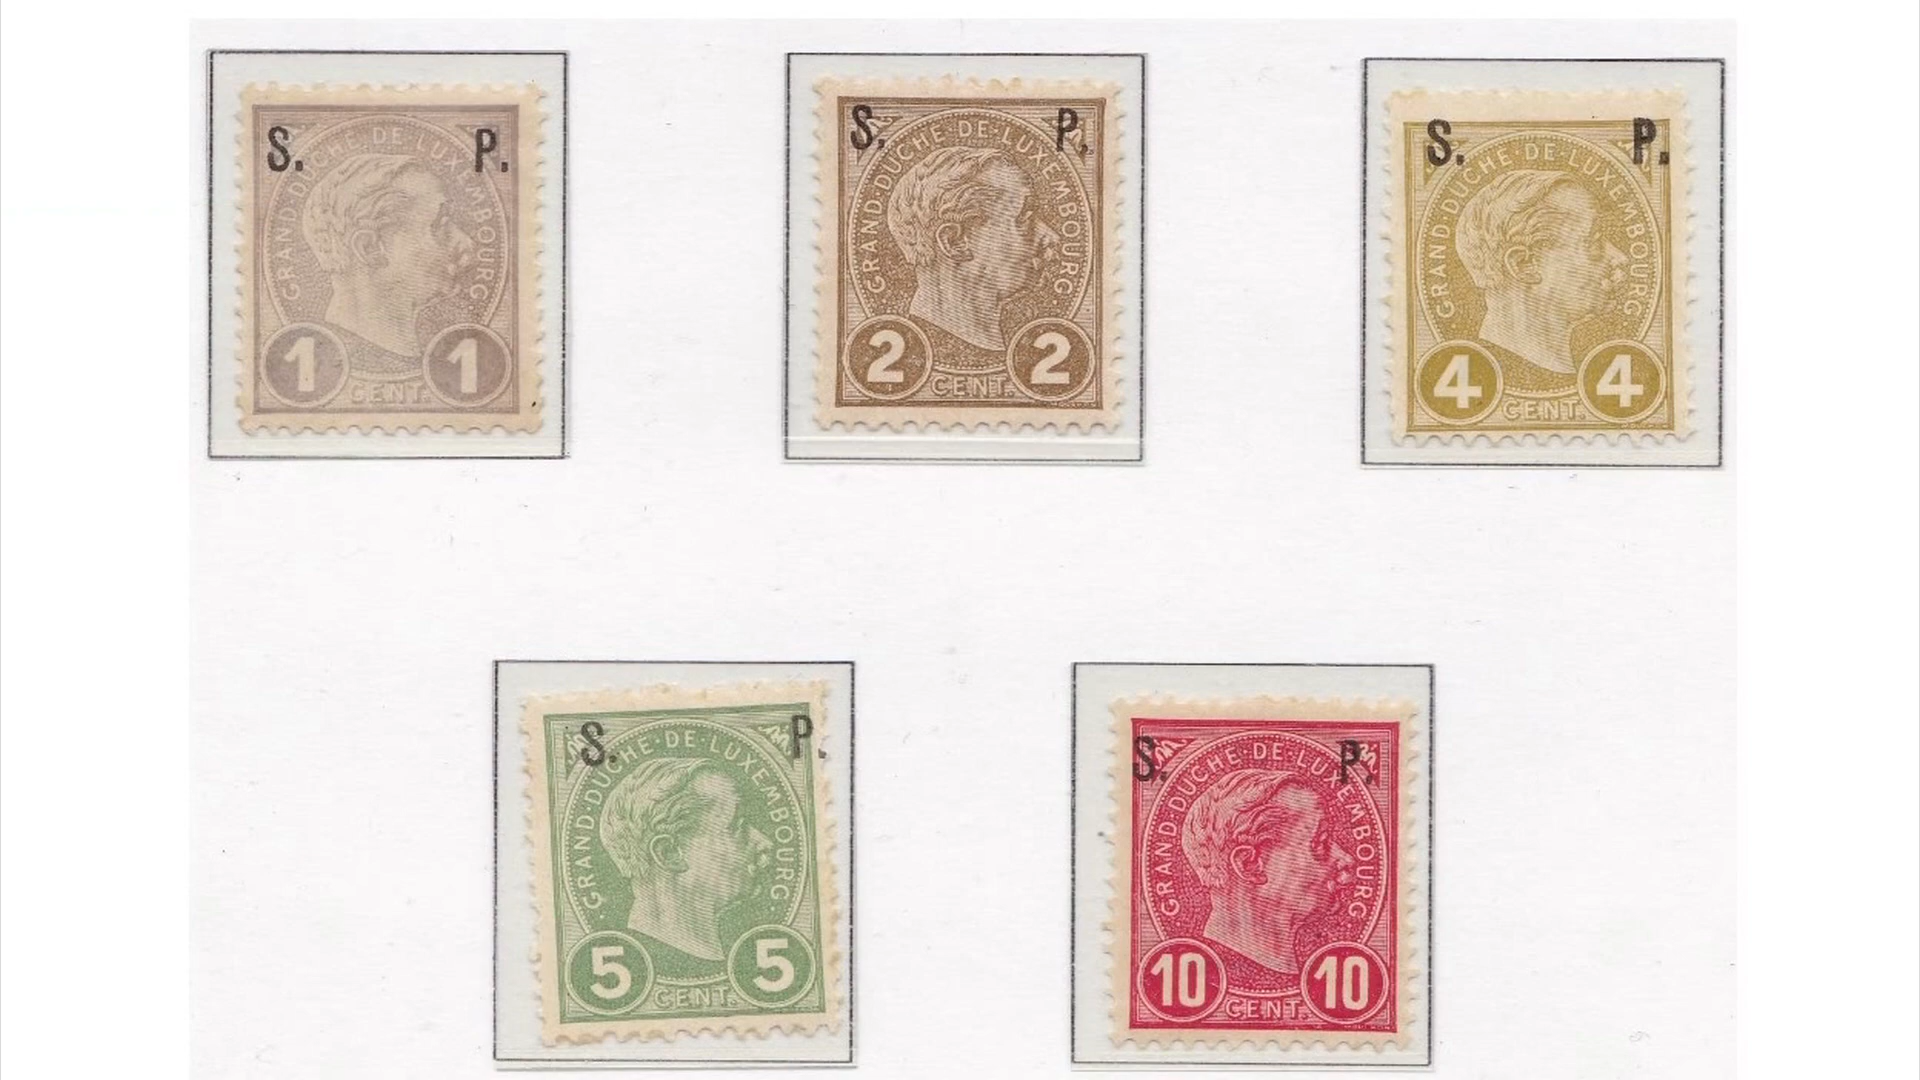 S. P.
GRAND-DUCHE·DE·LUXEMBOURG.
1 CENT. 1
S. P.
GRAND-DUCHE DE·LUXEMBOURG.
2 CENT. 2
S. P.
GRAND·DUCHE·DE·LUXEMBOURG
4 CENT. 4
S. P.
·GRAND·DUCHE·DE·LUXEMBOURG.
5 CENT. 5
S. P.
GRAND·DUCHE·DE·LUXEMBOURG
10 CENT. 10